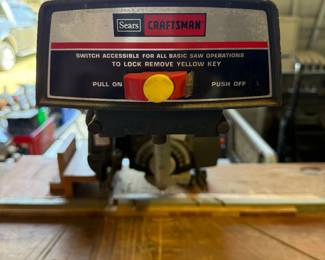 Sears CRAFTSMAN
SWITCH ACCESSIBLE FOR ALL BASIC SAW OPERATIONS
TO LOCK REMOVE YELLOW KEY
PULL ON PUSH OFF